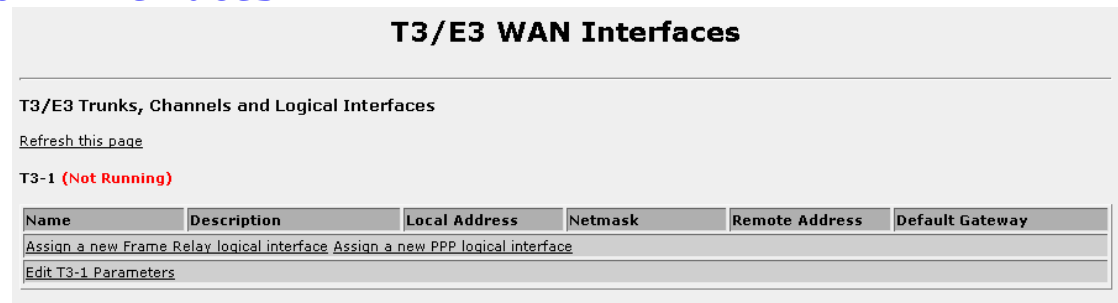 T3/E3 WAN Interfaces
T3/E3 Trunks, Channels and Logical Interfaces
Refresh this page
T3-1 (Not Running)
Name Description Local Address Netmask Remote Address Default Gateway
Assign a new Frame Relay logical interface Assign a new PPP logical interface
Edit T3-1 Parameters